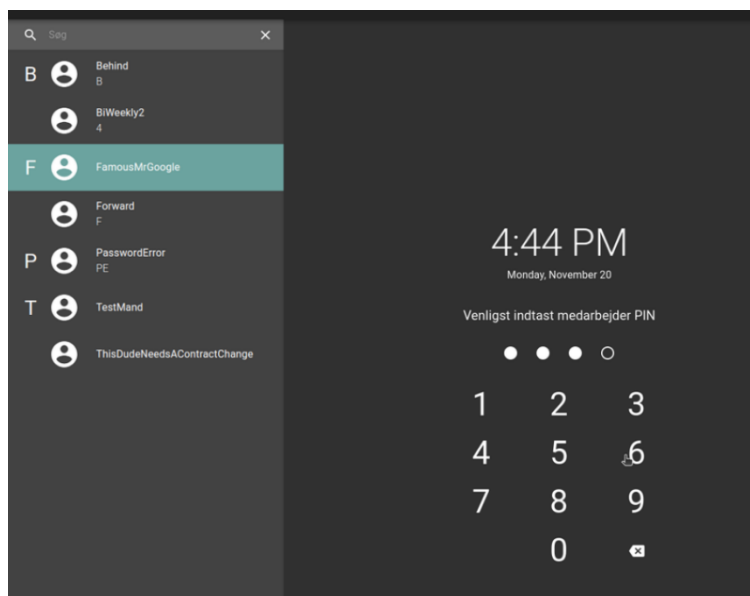 Søg
B
Behind
B
BiWeekly2
4
F
FamousMrGoogle
Forward
F
P
PasswordError
PE
T
TestMand
ThisDudeNeedsAContractChange
4:44 PM
Monday, November 20
Venligst indtast medarbejder PIN
1 2 3
4 5 6
7 8 9
0